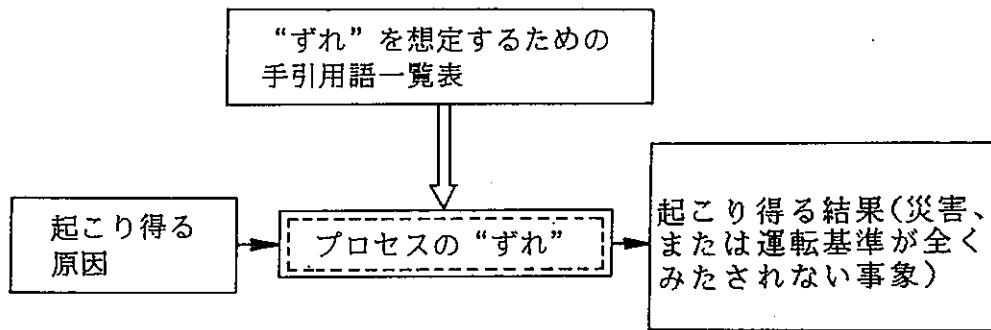 “ずれ”を想定するための
手引用語一覧表
起こり得る
原因
プロセスの“ずれ”
起こり得る結果(災害、
または運転基準が全く
みたされない事象)